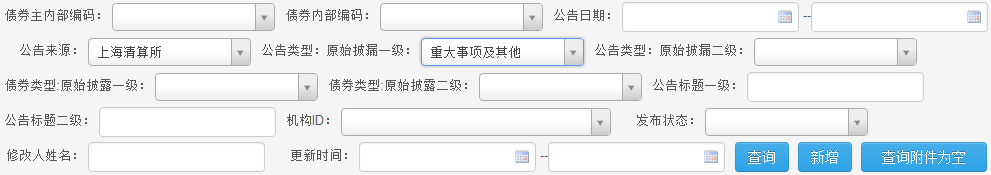 债券主内部编码： 债券内部编码： 公告日期： --
公告来源： 上海清算所 公告类型：原始披漏一级： 重大事项及其他 公告类型：原始披漏二级：
债券类型:原始披露一级： 债券类型:原始披露二级： 公告标题一级：
公告标题二级： 机构ID： 发布状态：
修改人姓名： 更新时间： -- 查询 新增 查询附件为空